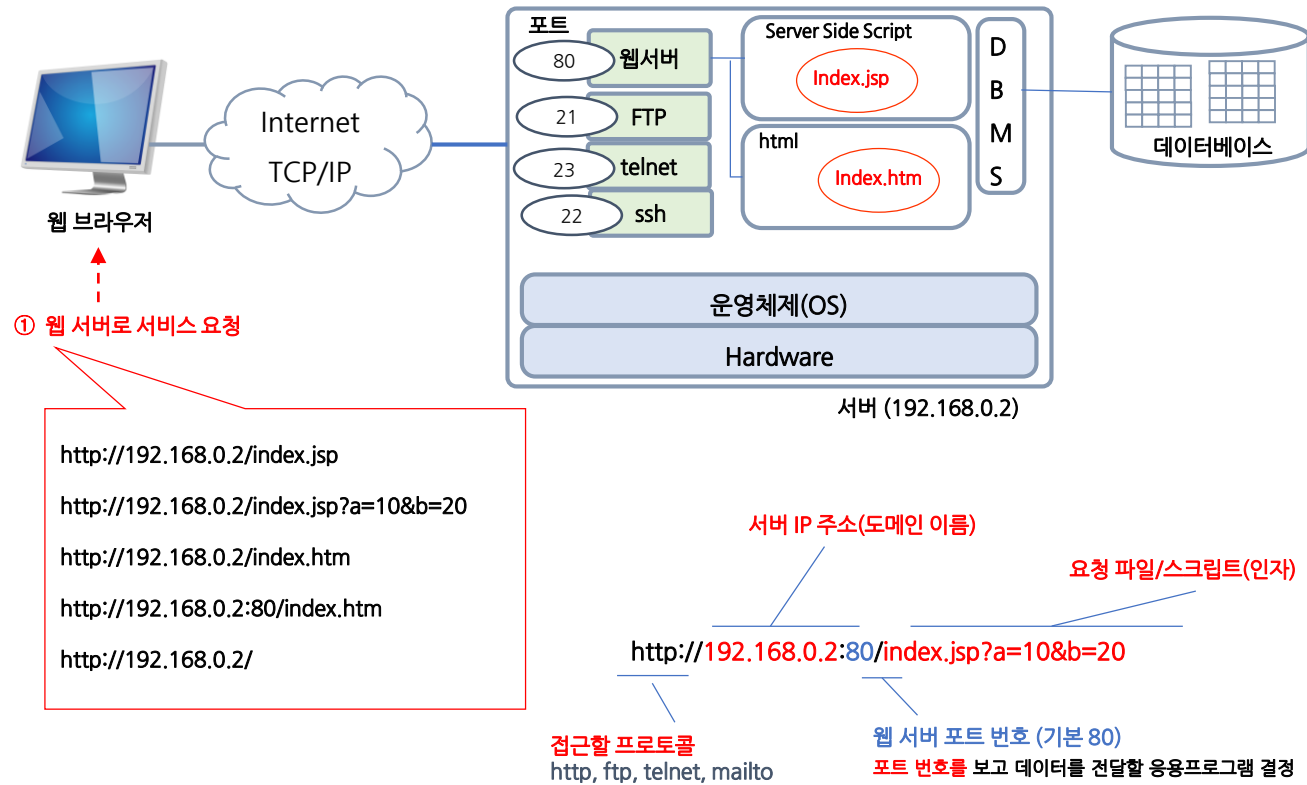 포트
80
웹서버
21
FTP
23
telnet
22
ssh
Server Side Script
Index.jsp
html
Index.htm
D
B
M
S
데이터베이스
Internet
TCP/IP
웹 브라우저
운영체제(OS)
Hardware
서버 (192.168.0.2)
① 웹 서버로 서비스 요청
http://192.168.0.2/index.jsp
http://192.168.0.2/index.jsp?a=10&b=20
http://192.168.0.2/index.htm
http://192.168.0.2:80/index.htm
http://192.168.0.2/
서버 IP 주소(도메인 이름)
요청 파일/스크립트(인자)
http://192.168.0.2:80/index.jsp?a=10&b=20
접근할 프로토콜
http, ftp, telnet, mailto
웹 서버 포트 번호 (기본 80)
포트 번호를 보고 데이터를 전달할 응용프로그램 결정